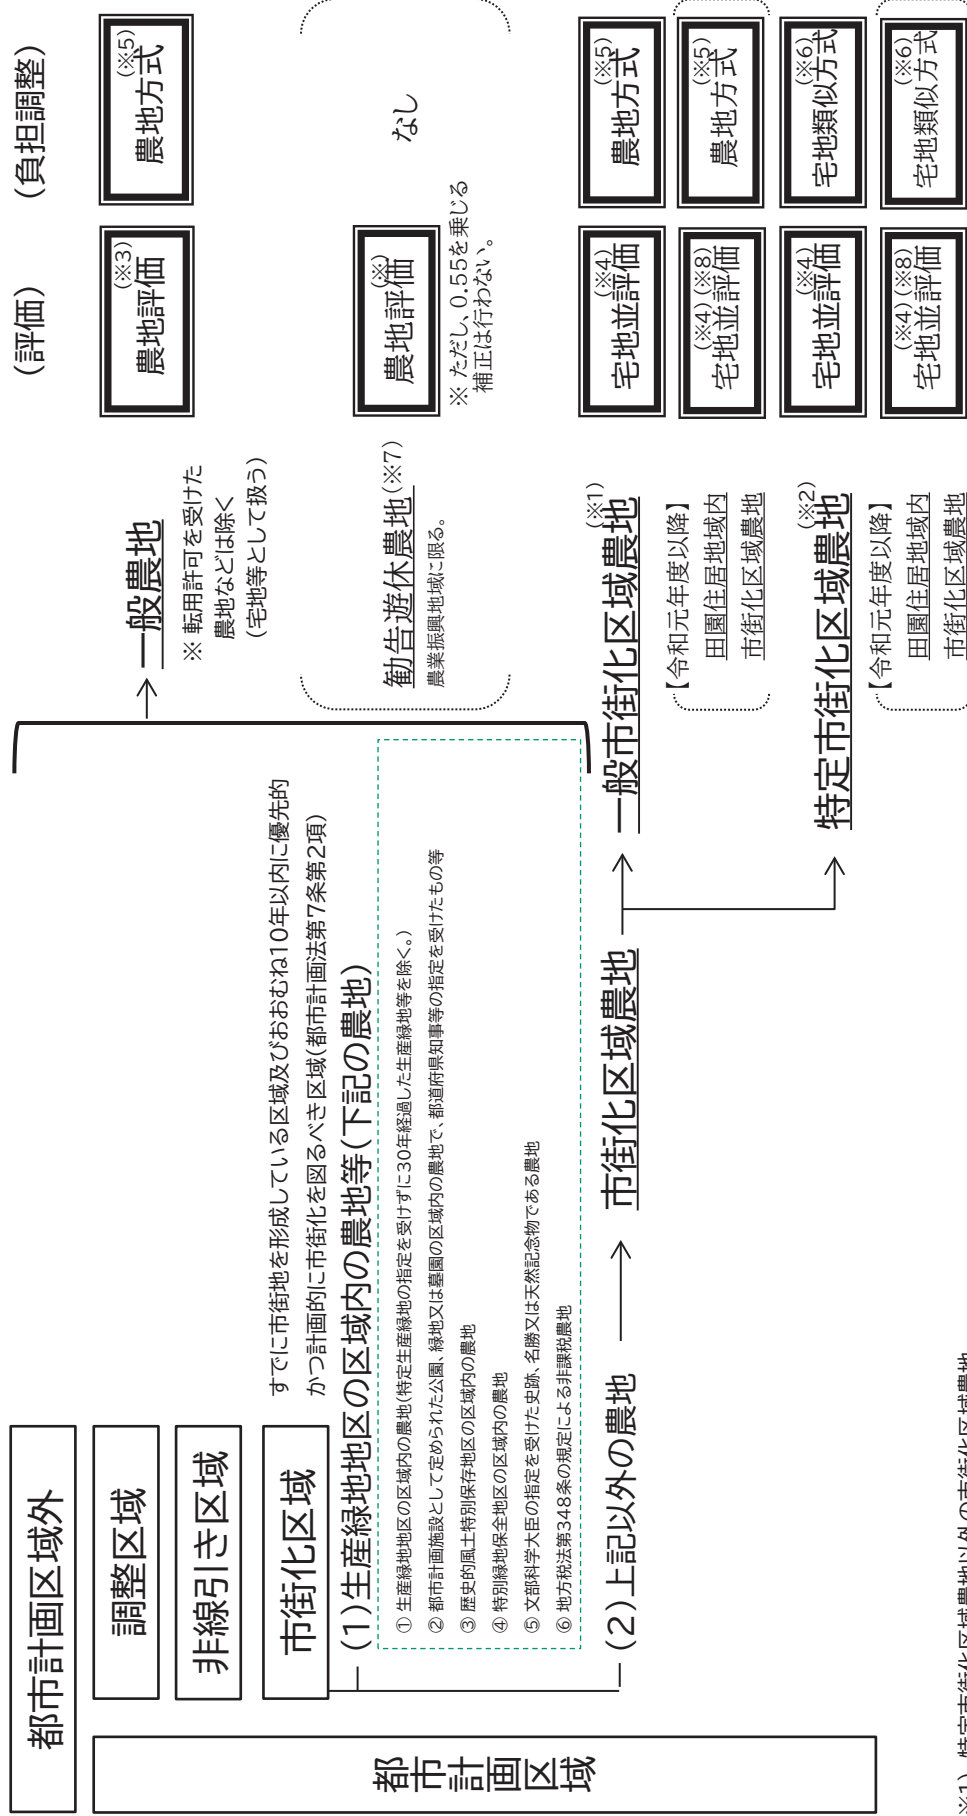 (評価)
(負担調整)
都市計画区域外
都市計画区域
調整区域
非線引き区域
市街化区域
すでに市街地を形成している区域及びおおむね10年以内に優先的
かつ計画的に市街化を図るべき区域(都市計画法第7条第2項)
(1)生産緑地地区の区域内の農地等(下記の農地)
① 生産緑地地区の区域内の農地(特定生産緑地の指定を受けずに30年経過した生産緑地等を除く。)
② 都市計画施設として定められた公園、緑地又は墓園の区域内の農地で、都道府県知事等の指定を受けたもの等
③ 歴史的風土特別保存地区の区域内の農地
④ 特別緑地保全地区の区域内の農地
⑤ 文部科学大臣の指定を受けた史跡、名勝又は天然記念物である農地
⑥ 地方税法第348条の規定による非課税農地
(2)上記以外の農地
市街化区域農地
一般農地
※ 転用許可を受けた
農地などは除く
(宅地等として扱う)
農地評価(※3)
農地方式(※5)
勧告遊休農地(※7)
農業振興地域に限る。
農地評価(※)
※ ただし、0.55を乗じる
補正は行わない。
なし
一般市街化区域農地(※1)
宅地並評価(※4)
農地方式(※5)
【令和元年度以降】
田園住居地域内
市街化区域農地
宅地並評価(※4)(※8)
農地方式(※5)
特定市街化区域農地(※2)
宅地並評価(※4)
宅地類似方式(※6)
【令和元年度以降】
田園住居地域内
市街化区域農地
宅地並評価(※4)(※8)
宅地類似方式(※6)
(※1) 特定市街化区域農地以外の市街化区域農地